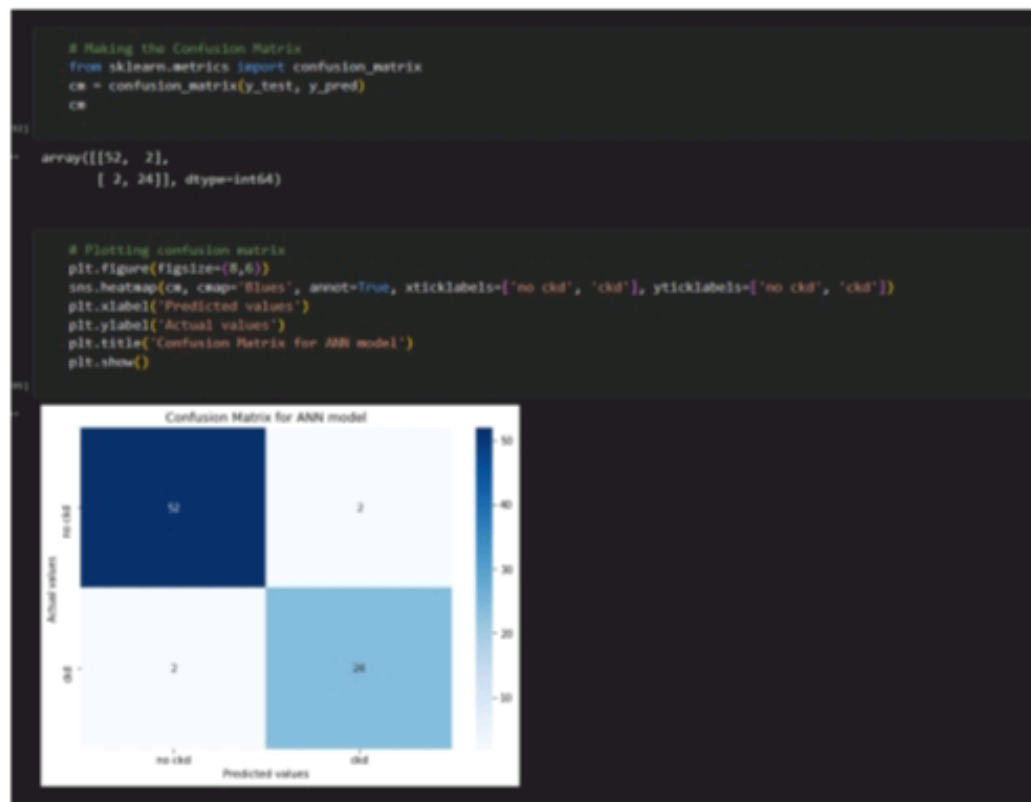 # Making the Confusion Matrix
from sklearn.metrics import confusion_matrix
cm = confusion_matrix(y_test, y_pred)
cm
array([[52, 2],
[ 2, 24]], dtype=int64)
# Plotting confusion matrix
plt.figure(figsize=(8,6))
sns.heatmap(cm, cmap='Blues', annot=True, xticklabels=['no ckd', 'ckd'], yticklabels=['no ckd', 'ckd'])
plt.xlabel('Predicted values')
plt.ylabel('Actual values')
plt.title('Confusion Matrix for ANN model')
plt.show()
Confusion Matrix for ANN model
50
52 2
no ckd
40
Actual values
30
20
2 24
ckd
10
no ckd ckd
Predicted values